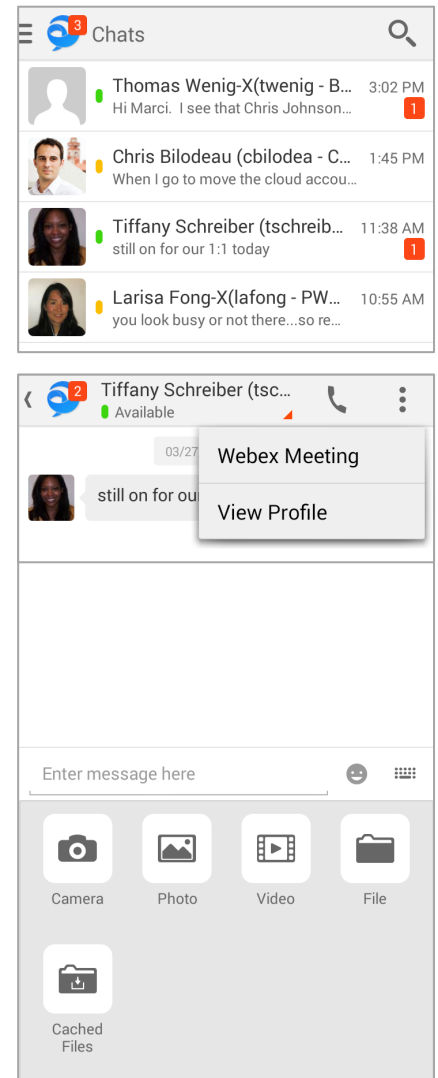 3
Chats
Thomas Wenig-X(twenig - B... 3:02 PM
Hi Marci. I see that Chris Johnson... 1
Chris Bilodeau (cbilodea - C... 1:45 PM
When I go to move the cloud accou...
Tiffany Schreiber (tschreib... 11:38 AM
still on for our 1:1 today 1
Larisa Fong-X(lafong - PW... 10:55 AM
you look busy or not there...so re...
2
Tiffany Schreiber (tsc...
Available
03/27
Webex Meeting
still on for ou
View Profile
Enter message here
Camera Photo Video File
Cached
Files